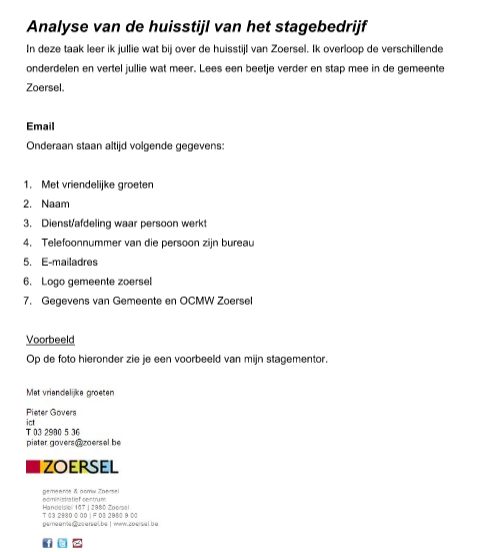 Analyse van de huisstijl van het stagebedrijf
In deze taak leer ik jullie wat bij over de huisstijl van Zoersel. Ik overloop de verschillende
onderdelen en vertel jullie wat meer. Lees een beetje verder en stap mee in de gemeente
Zoersel.
Email
Onderaan staan altijd volgende gegevens:
1. Met vriendelijke groeten
2. Naam
3. Dienst/afdeling waar persoon werkt
4. Telefoonnummer van die persoon zijn bureau
5. E-mailadres
6. Logo gemeente zoersel
7. Gegevens van Gemeente en OCMW Zoersel
Voorbeeld
Op de foto hieronder zie je een voorbeeld van mijn stagementor.
Met vriendelijke groeten
Pieter Govers
ict
T 03 2980 5 36
pieter.govers@zoersel.be
ZOERSEL
gemeente & ocmw Zoersel
administratief centrum
Handelslei 167 | 2980 Zoersel
T 03 2980 0 00 | F 03 2980 9 00
gemeente@zoersel.be | www.zoersel.be